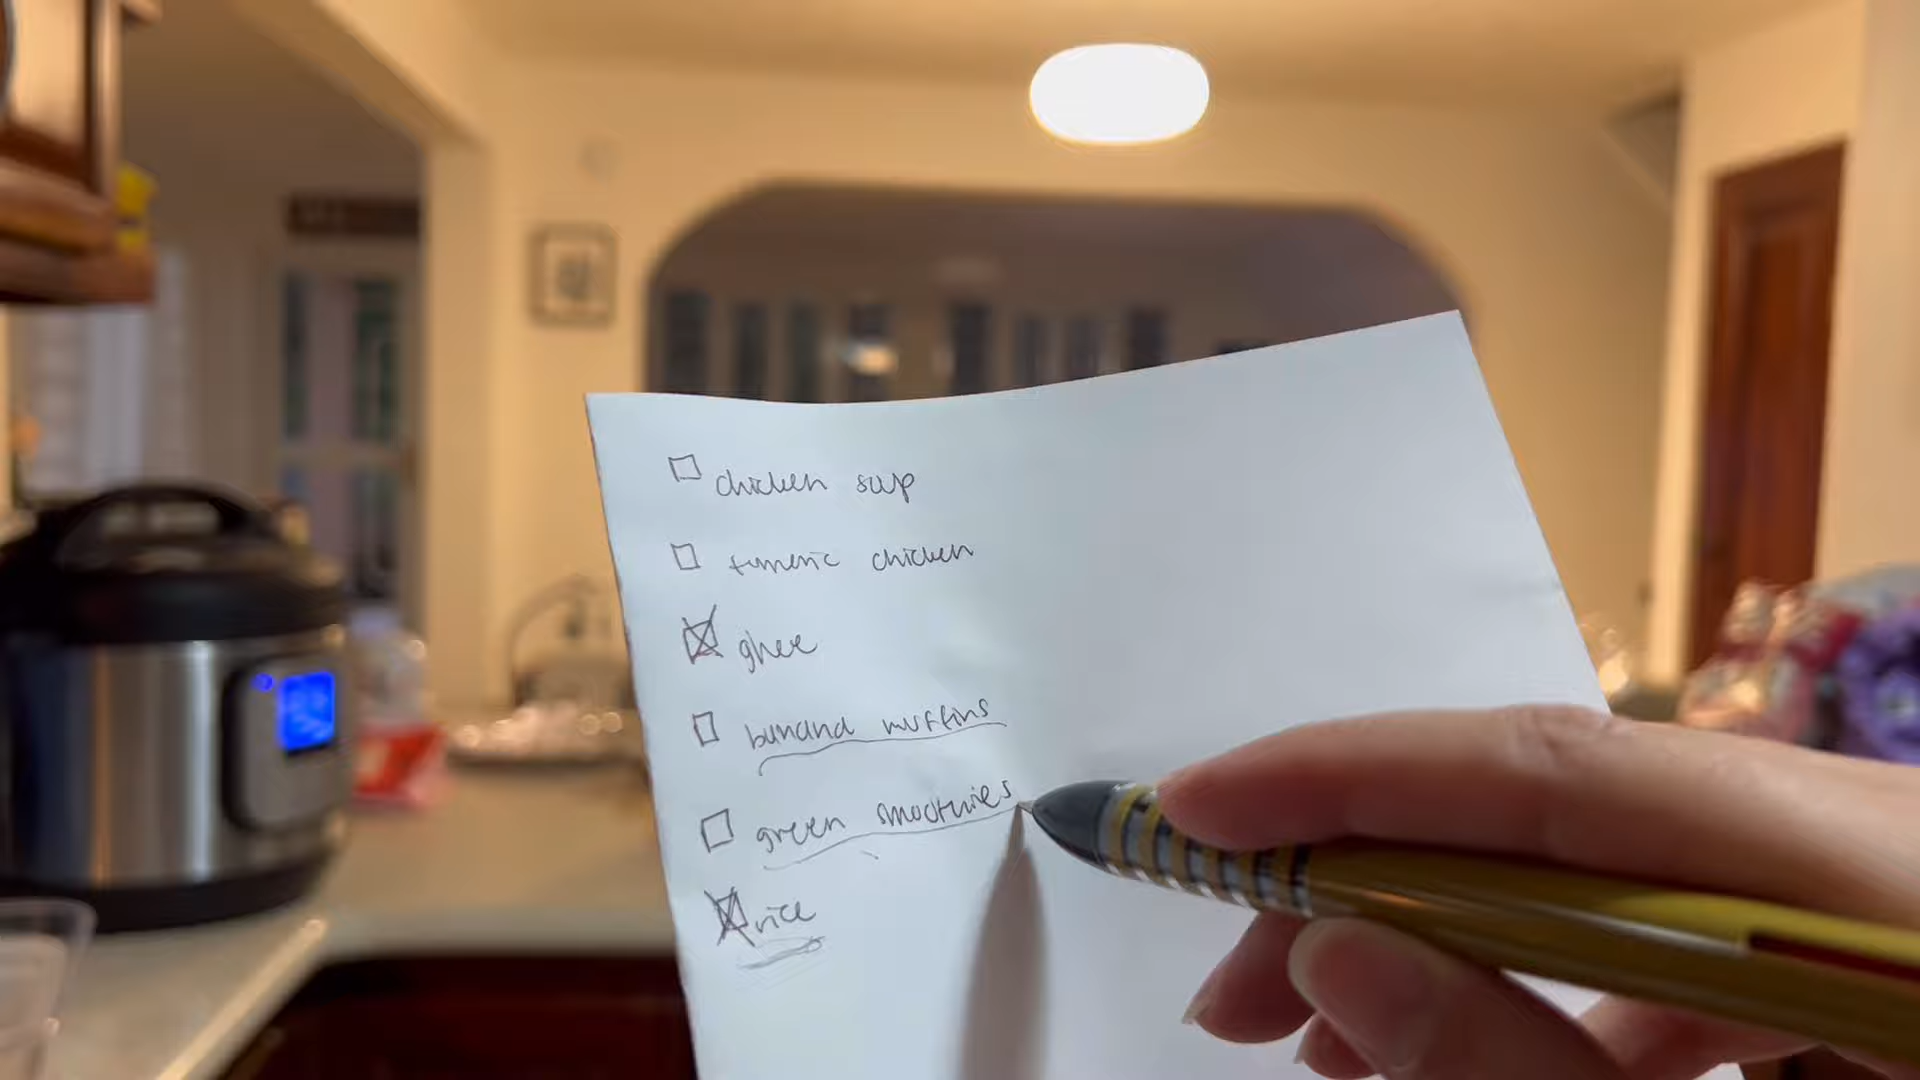 ☐ chicken soup
☐ tumeric chicken
☒ ghee
☐ banana muffins
☐ green smoothies
☒ rice